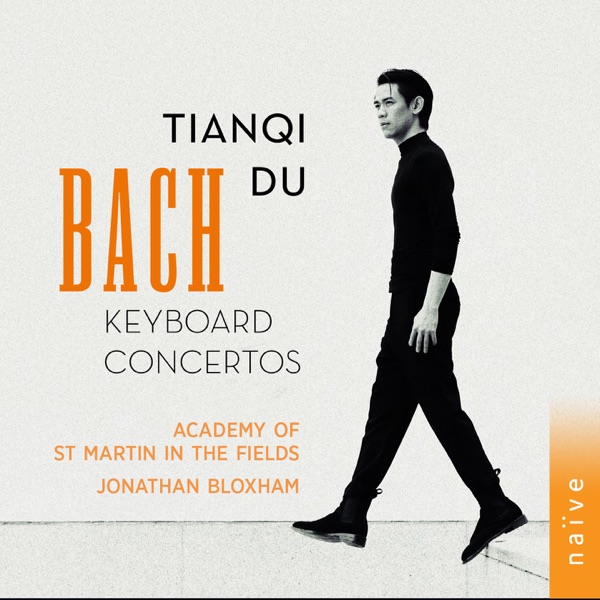 TIANQI
DU
BACH
KEYBOARD
CONCERTOS
ACADEMY OF
ST MARTIN IN THE FIELDS
JONATHAN BLOXHAM
naïve